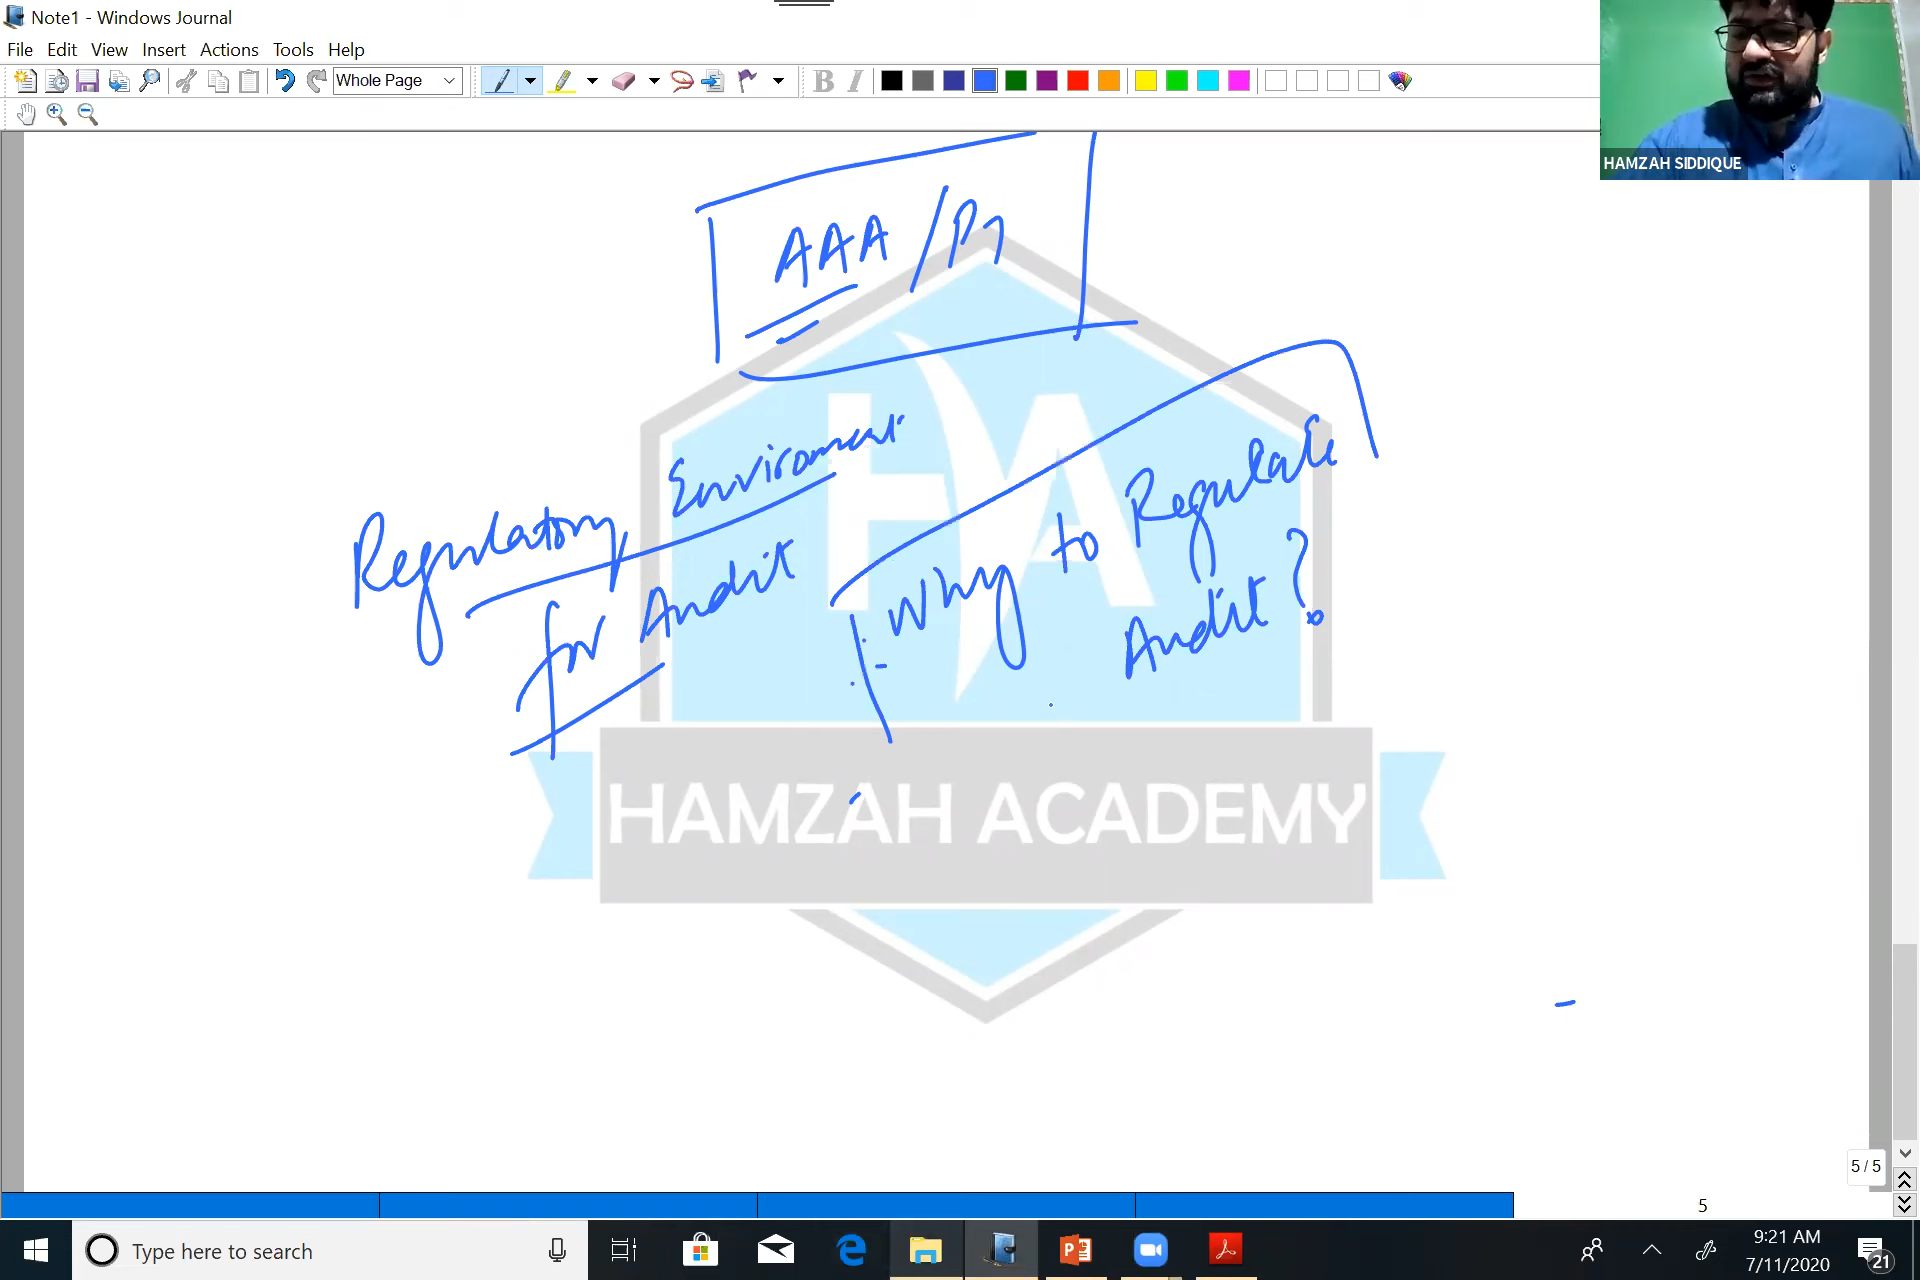 Note1 - Windows Journal
File Edit View Insert Actions Tools Help
Whole Page
B I
HAMZAH SIDDIQUE
AAA / P7
Regulatory Enviroment
for Audit
Why to Regulate
Audit?
HAMZAH ACADEMY
5 / 5
5
Type here to search
9:21 AM
7/11/2020
21